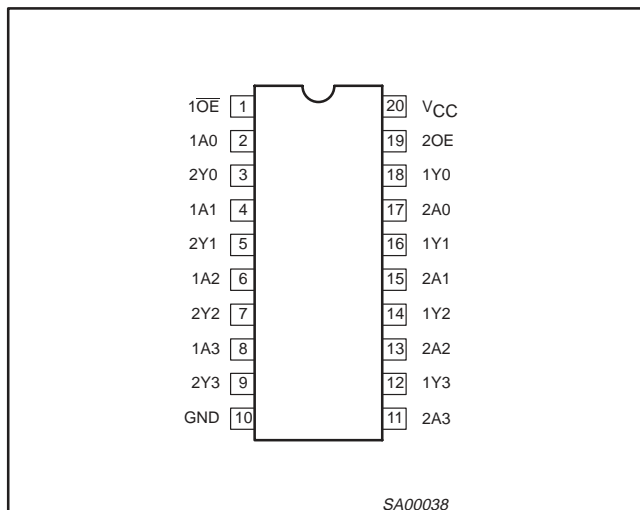 1O̅E̅ 1 20 VCC
1A0 2 19 2OE
2Y0 3 18 1Y0
1A1 4 17 2A0
2Y1 5 16 1Y1
1A2 6 15 2A1
2Y2 7 14 1Y2
1A3 8 13 2A2
2Y3 9 12 1Y3
GND 10 11 2A3
SA00038